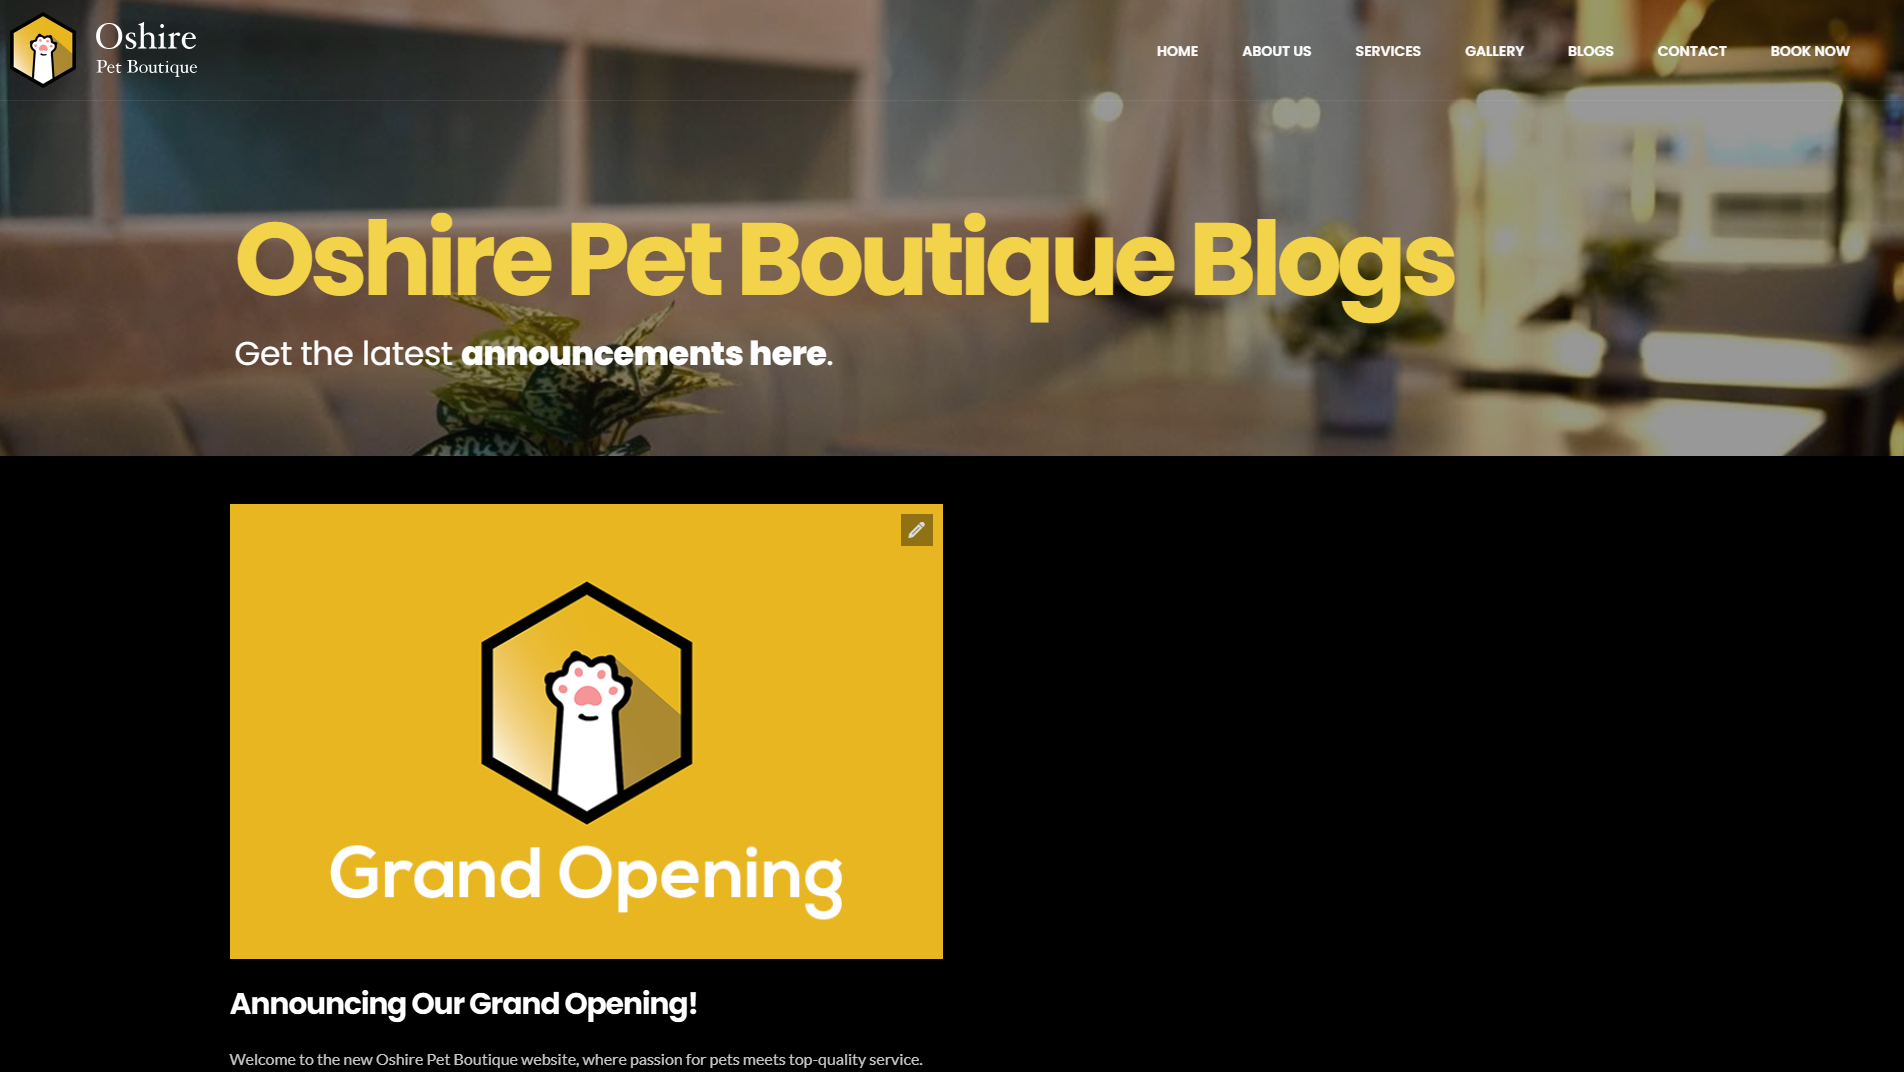 Oshire
Pet Boutique
HOME ABOUT US SERVICES GALLERY BLOGS CONTACT BOOK NOW
Oshire Pet Boutique Blogs
Get the latest announcements here.
Grand Opening
Announcing Our Grand Opening!
Welcome to the new Oshire Pet Boutique website, where passion for pets meets top-quality service.